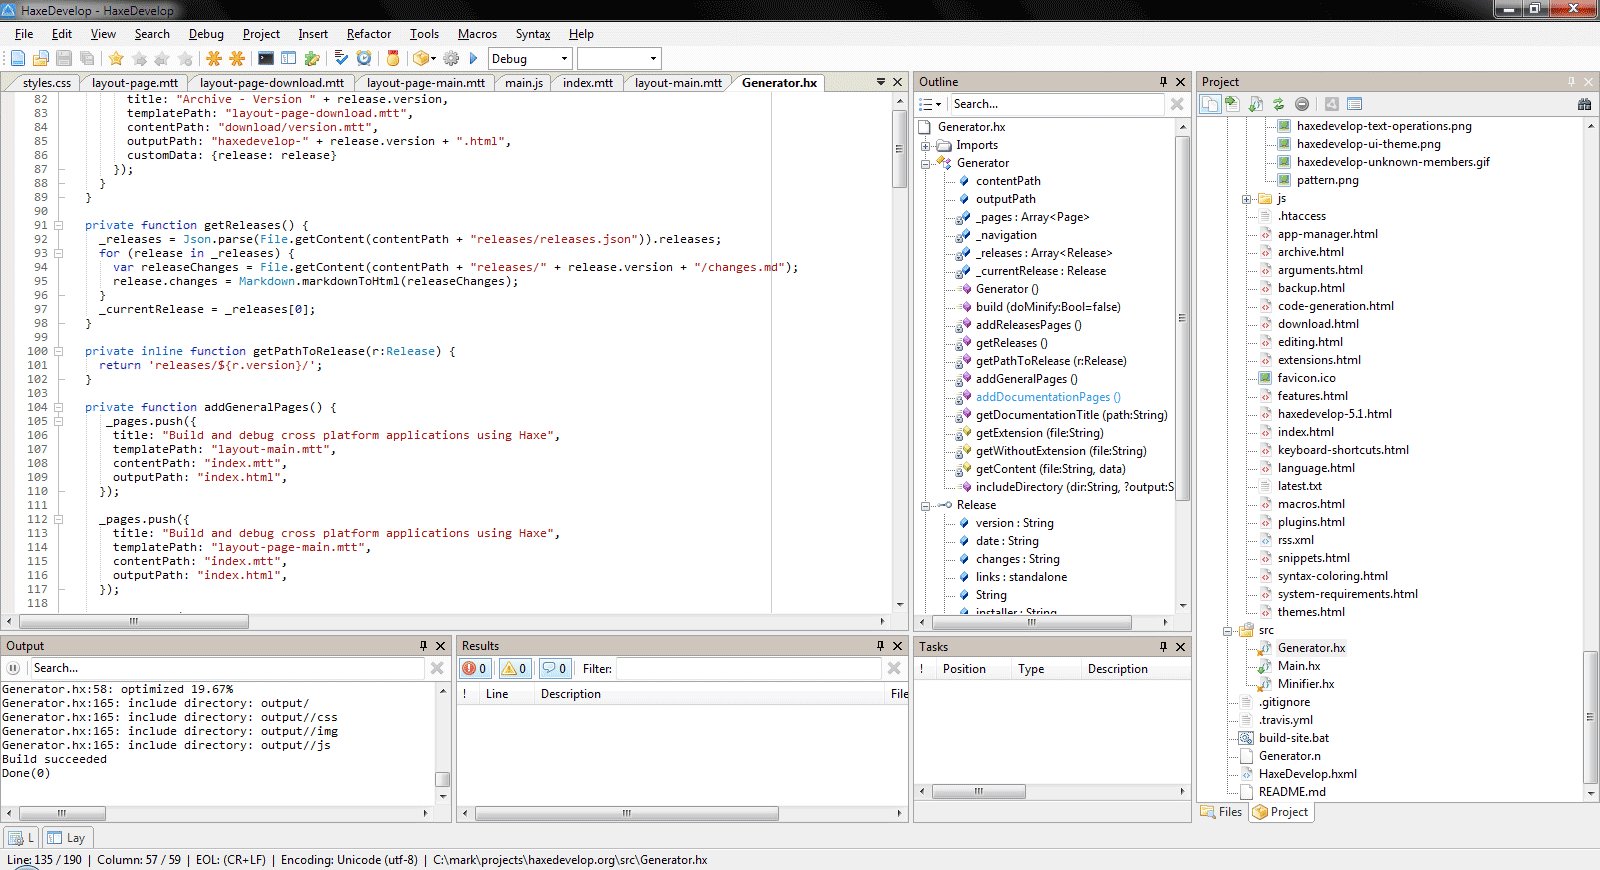 HaxeDevelop - HaxeDevelop
File Edit View Search Debug Project Insert Refactor Tools Macros Syntax Help
Debug
styles.css layout-page.mtt layout-page-download.mtt layout-page-main.mtt main.js index.mtt layout-main.mtt Generator.hx
82 title: "Archive - Version " + release.version,
83 templatePath: "layout-page-download.mtt",
84 contentPath: "download/version.mtt",
85 outputPath: "haxedevelop-" + release.version + ".html",
86 customData: {release: release}
87 });
88 }
89 }
90
91 private function getReleases() {
92 _releases = Json.parse(File.getContent(contentPath + "releases/releases.json")).releases;
93 for (release in _releases) {
94 var releaseChanges = File.getContent(contentPath + "releases/" + release.version + "/changes.md");
95 release.changes = Markdown.markdownToHtml(releaseChanges);
96 }
97 _currentRelease = _releases[0];
98 }
99
100 private inline function getPathToRelease(r:Release) {
101 return 'releases/${r.version}/';
102 }
103
104 private function addGeneralPages() {
105 _pages.push({
106 title: "Build and debug cross platform applications using Haxe",
107 templatePath: "layout-main.mtt",
108 contentPath: "index.mtt",
109 outputPath: "index.html",
110 });
111
112 _pages.push({
113 title: "Build and debug cross platform applications using Haxe",
114 templatePath: "layout-page-main.mtt",
115 contentPath: "index.mtt",
116 outputPath: "index.html",
117 });
118
Outline
Search...
Generator.hx
Imports
Generator
contentPath
outputPath
_pages : Array<Page>
_navigation
_releases : Array<Release>
_currentRelease : Release
Generator ()
build (doMinify:Bool=false)
addReleasesPages ()
getReleases ()
getPathToRelease (r:Release)
addGeneralPages ()
addDocumentationPages ()
getDocumentationTitle (path:String)
getExtension (file:String)
getWithoutExtension (file:String)
getContent (file:String, data)
includeDirectory (dir:String, ?output:S
Release
version : String
date : String
changes : String
links : standalone
String
installer : String
Project
haxedevelop-text-operations.png
haxedevelop-ui-theme.png
haxedevelop-unknown-members.gif
pattern.png
js
.htaccess
app-manager.html
archive.html
arguments.html
backup.html
code-generation.html
download.html
editing.html
extensions.html
favicon.ico
features.html
haxedevelop-5.1.html
index.html
keyboard-shortcuts.html
language.html
latest.txt
macros.html
plugins.html
rss.xml
snippets.html
syntax-coloring.html
system-requirements.html
themes.html
src
Generator.hx
Main.hx
Minifier.hx
.gitignore
.travis.yml
build-site.bat
Generator.n
HaxeDevelop.hxml
README.md
Files Project
Output
Search...
Generator.hx:58: optimized 19.67%
Generator.hx:165: include directory: output/
Generator.hx:165: include directory: output//css
Generator.hx:165: include directory: output//img
Generator.hx:165: include directory: output//js
Build succeeded
Done(0)
Results
0 0 0 Filter:
! Line Description File
Tasks
! Position Type Description
L Lay
Line: 135 / 190 | Column: 57 / 59 | EOL: (CR+LF) | Encoding: Unicode (utf-8) | C:\mark\projects\haxedevelop.org\src\Generator.hx